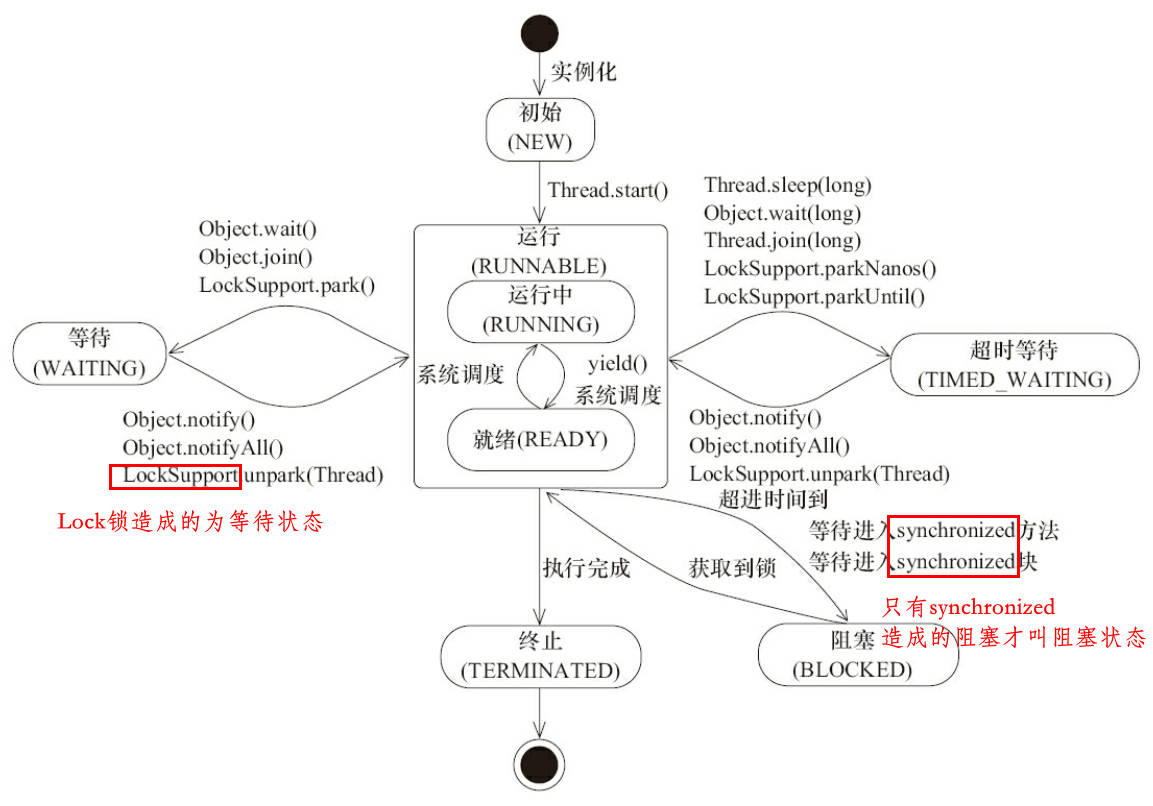 实例化
初始
(NEW)
Thread.start()
Object.wait()
Object.join()
LockSupport.park()
Thread.sleep(long)
Object.wait(long)
Thread.join(long)
LockSupport.parkNanos()
LockSupport.parkUntil()
运行
(RUNNABLE)
运行中
(RUNNING)
系统调度
yield()
系统调度
就绪(READY)
等待
(WAITING)
超时等待
(TIMED_WAITING)
Object.notify()
Object.notifyAll()
LockSupport.unpark(Thread)
Lock锁造成的为等待状态
Object.notify()
Object.notifyAll()
LockSupport.unpark(Thread)
超进时间到
等待进入synchronized方法
等待进入synchronized块
获取到锁
执行完成
只有synchronized
造成的阻塞才叫阻塞状态
终止
(TERMINATED)
阻塞
(BLOCKED)